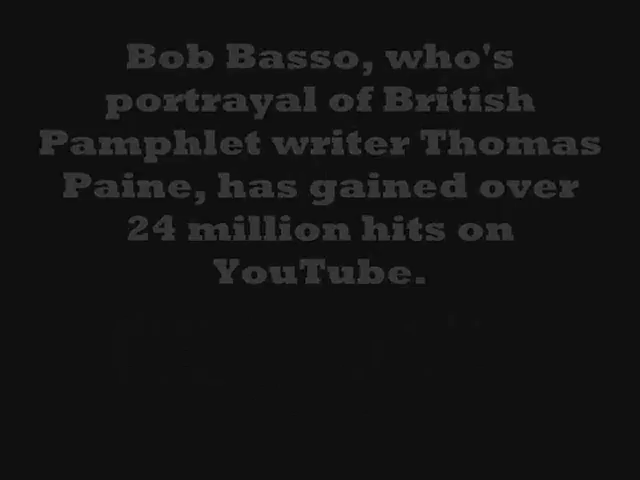 Bob Basso, who's
portrayal of British
Pamphlet writer Thomas
Paine, has gained over
24 million hits on
YouTube.